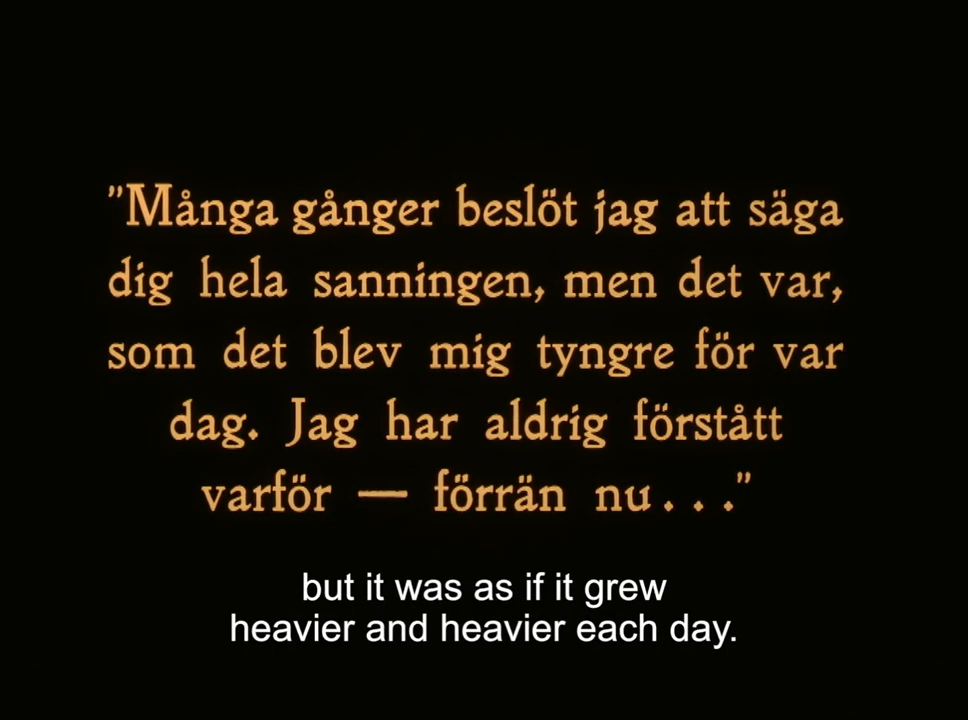 "Många gånger beslöt jag att säga
dig hela sanningen, men det var,
som det blev mig tyngre för var
dag. Jag har aldrig förstått
varför — förrän nu . . ."
but it was as if it grew
heavier and heavier each day.